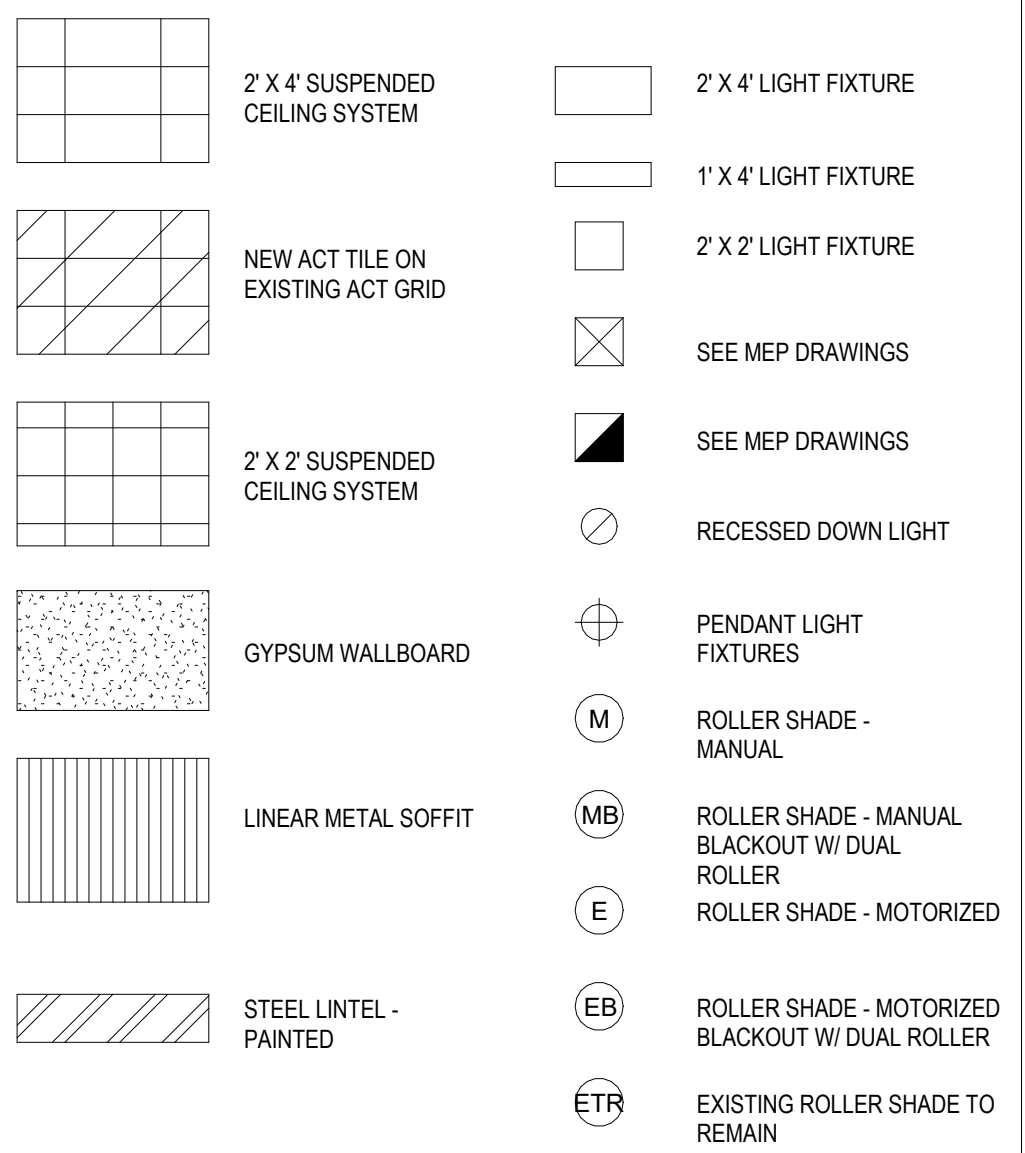 2' X 4' SUSPENDED
CEILING SYSTEM
NEW ACT TILE ON
EXISTING ACT GRID
2' X 2' SUSPENDED
CEILING SYSTEM
GYPSUM WALLBOARD
LINEAR METAL SOFFIT
STEEL LINTEL -
PAINTED
2' X 4' LIGHT FIXTURE
1' X 4' LIGHT FIXTURE
2' X 2' LIGHT FIXTURE
SEE MEP DRAWINGS
SEE MEP DRAWINGS
RECESSED DOWN LIGHT
PENDANT LIGHT
FIXTURES
M
ROLLER SHADE -
MANUAL
MB
ROLLER SHADE - MANUAL
BLACKOUT W/ DUAL
ROLLER
E
ROLLER SHADE - MOTORIZED
EB
ROLLER SHADE - MOTORIZED
BLACKOUT W/ DUAL ROLLER
ETR
EXISTING ROLLER SHADE TO
REMAIN